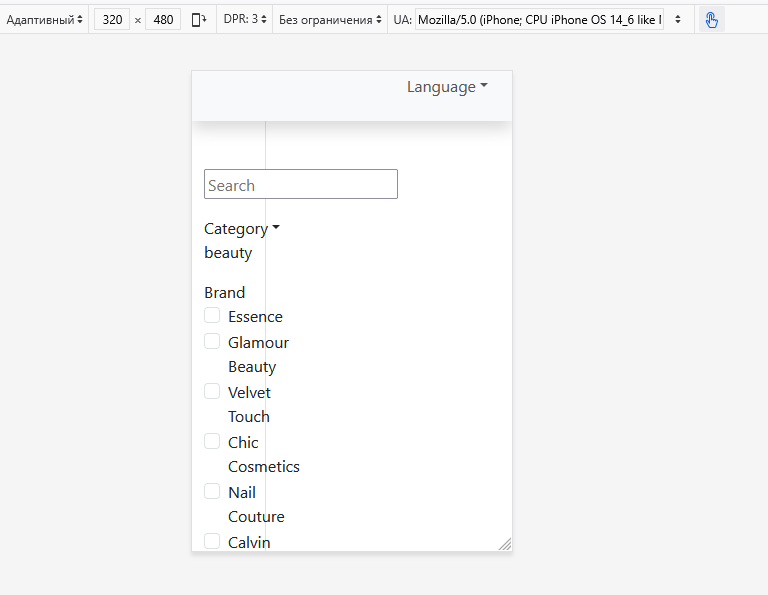 Адаптивный 320 × 480 DPR: 3 Без ограничения UA: Mozilla/5.0 (iPhone; CPU iPhone OS 14_6 like
Language
Search
Category
beauty
Brand
Essence
Glamour
Beauty
Velvet
Touch
Chic
Cosmetics
Nail
Couture
Calvin